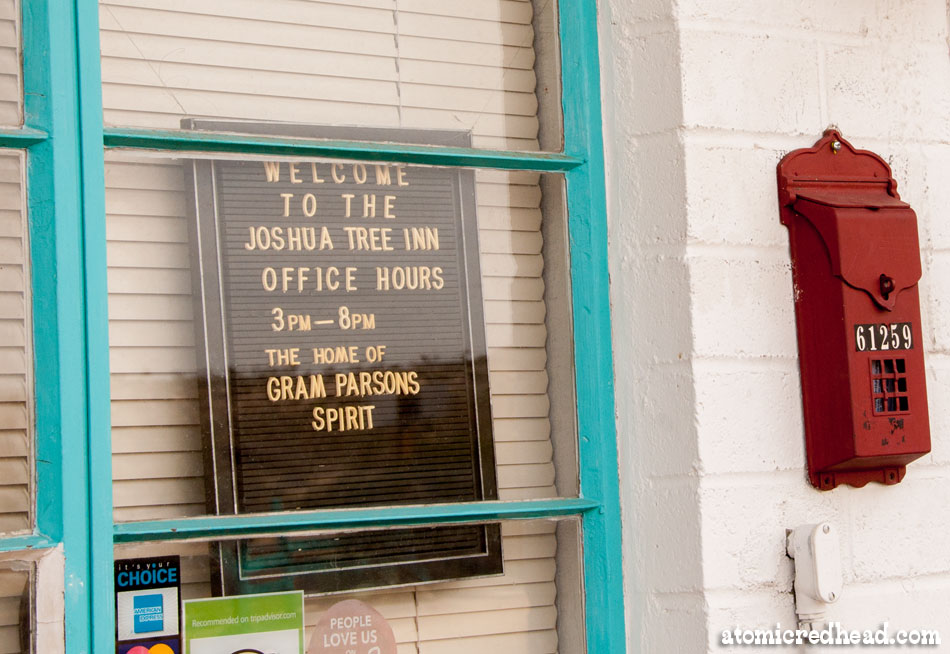 WELCOME
TO THE
JOSHUA TREE INN
OFFICE HOURS
3PM—8PM
THE HOME OF
GRAM PARSONS
SPIRIT
61259
it's your
CHOICE
AMERICAN
EXPRESS
Recommended on tripadvisor
PEOPLE
LOVE US
atomicredhead.com